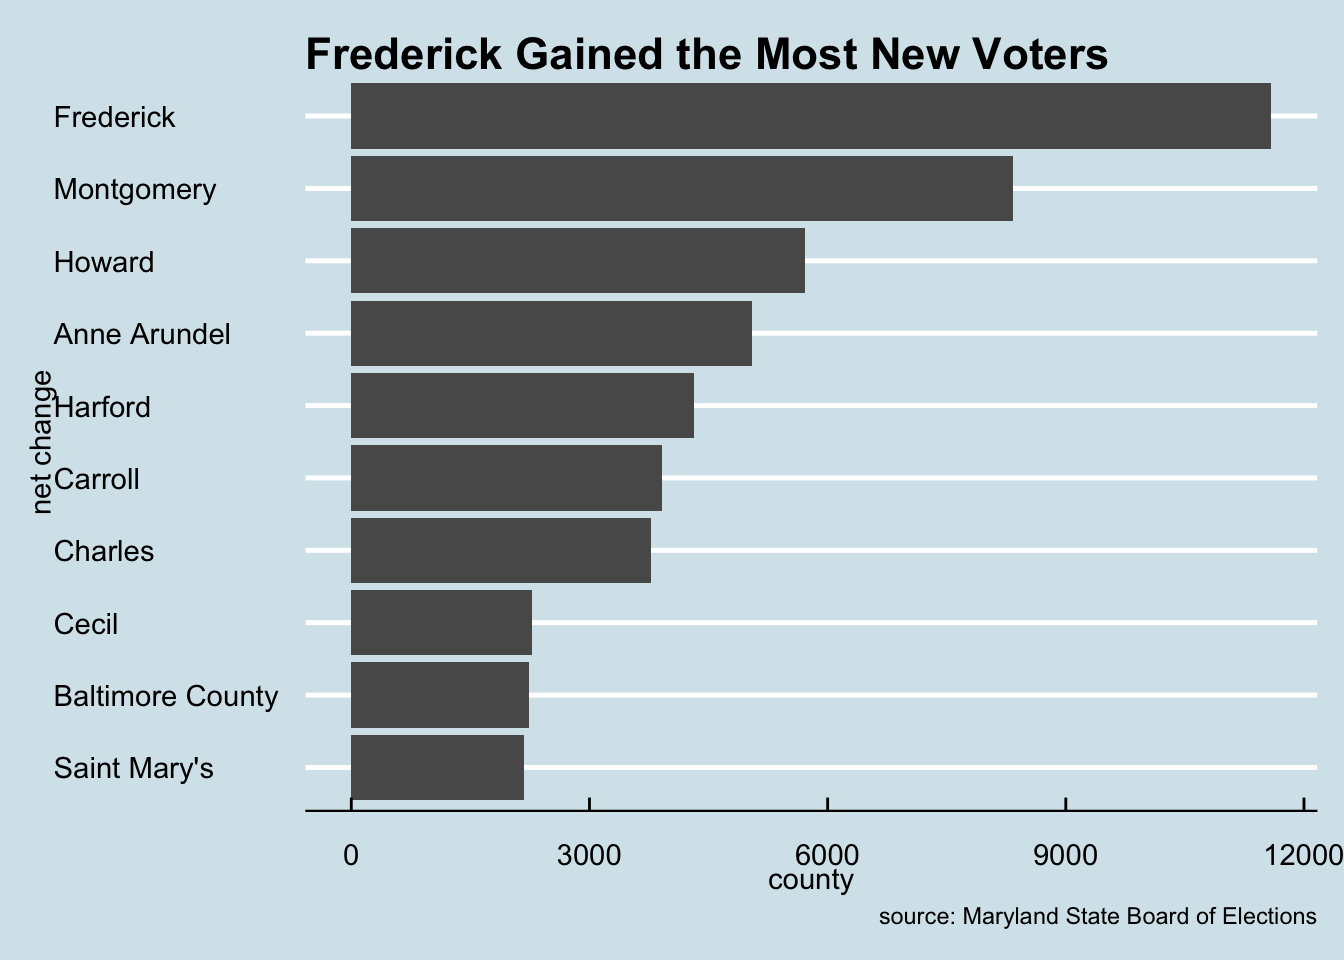 Frederick Gained the Most New Voters
Frederick
Montgomery
Howard
Anne Arundel
Harford
Carroll
Charles
Cecil
Baltimore County
Saint Mary's
net change
0 3000 6000 9000 12000
county
source: Maryland State Board of Elections